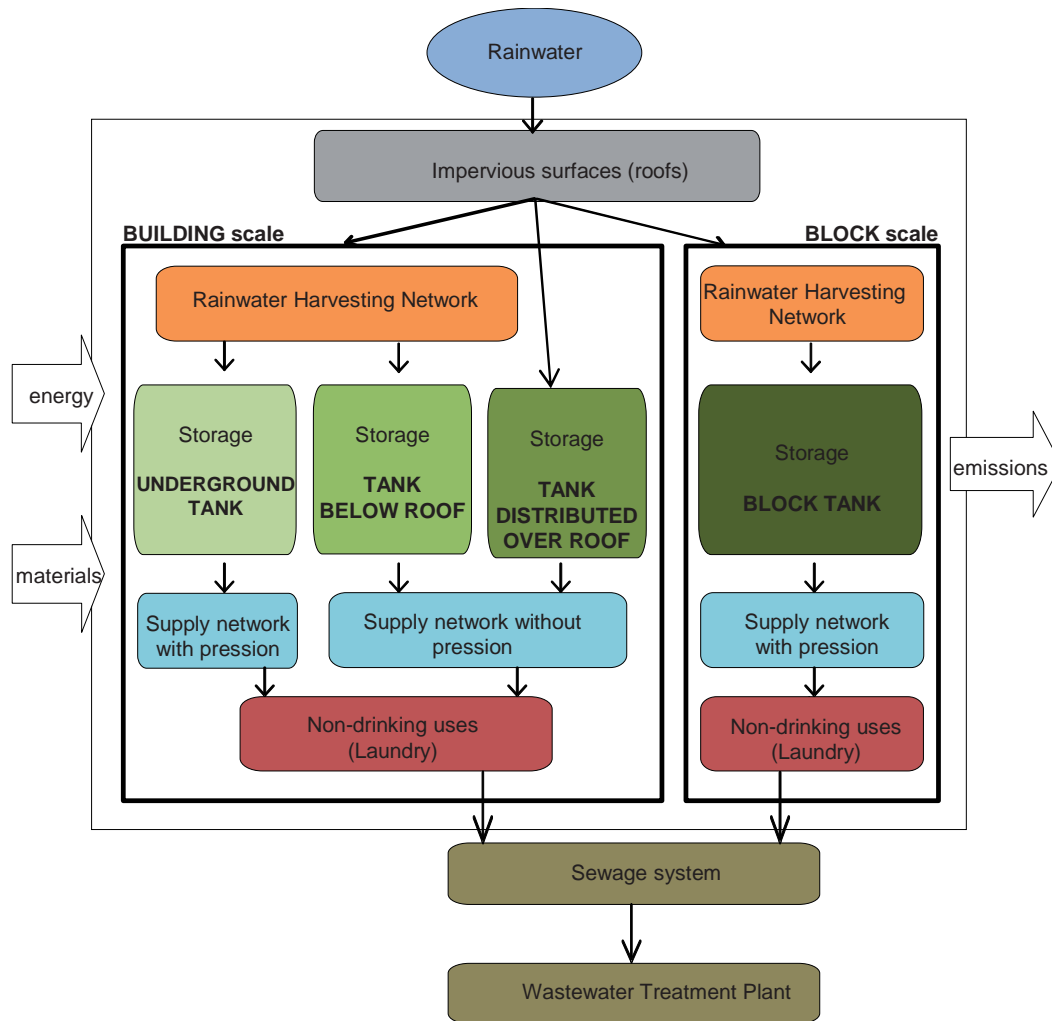 Rainwater
Impervious surfaces (roofs)
BUILDING scale
BLOCK scale
Rainwater Harvesting Network
Rainwater Harvesting
Network
energy
materials
emissions
Storage
UNDERGROUND
TANK
Storage
TANK
BELOW ROOF
Storage
TANK
DISTRIBUTED
OVER ROOF
Storage
BLOCK TANK
Supply network
with pression
Supply network without
pression
Supply network
with pression
Non-drinking uses
(Laundry)
Non-drinking uses
(Laundry)
Sewage system
Wastewater Treatment Plant